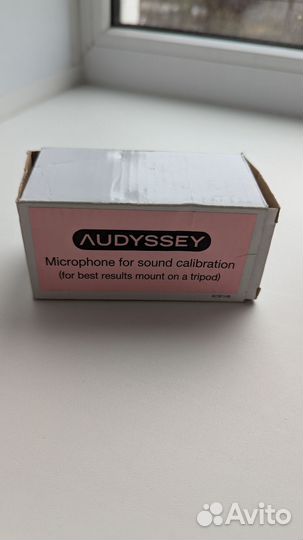 AUDYSSEY
Microphone for sound calibration
(for best results mount on a tripod)
Avito